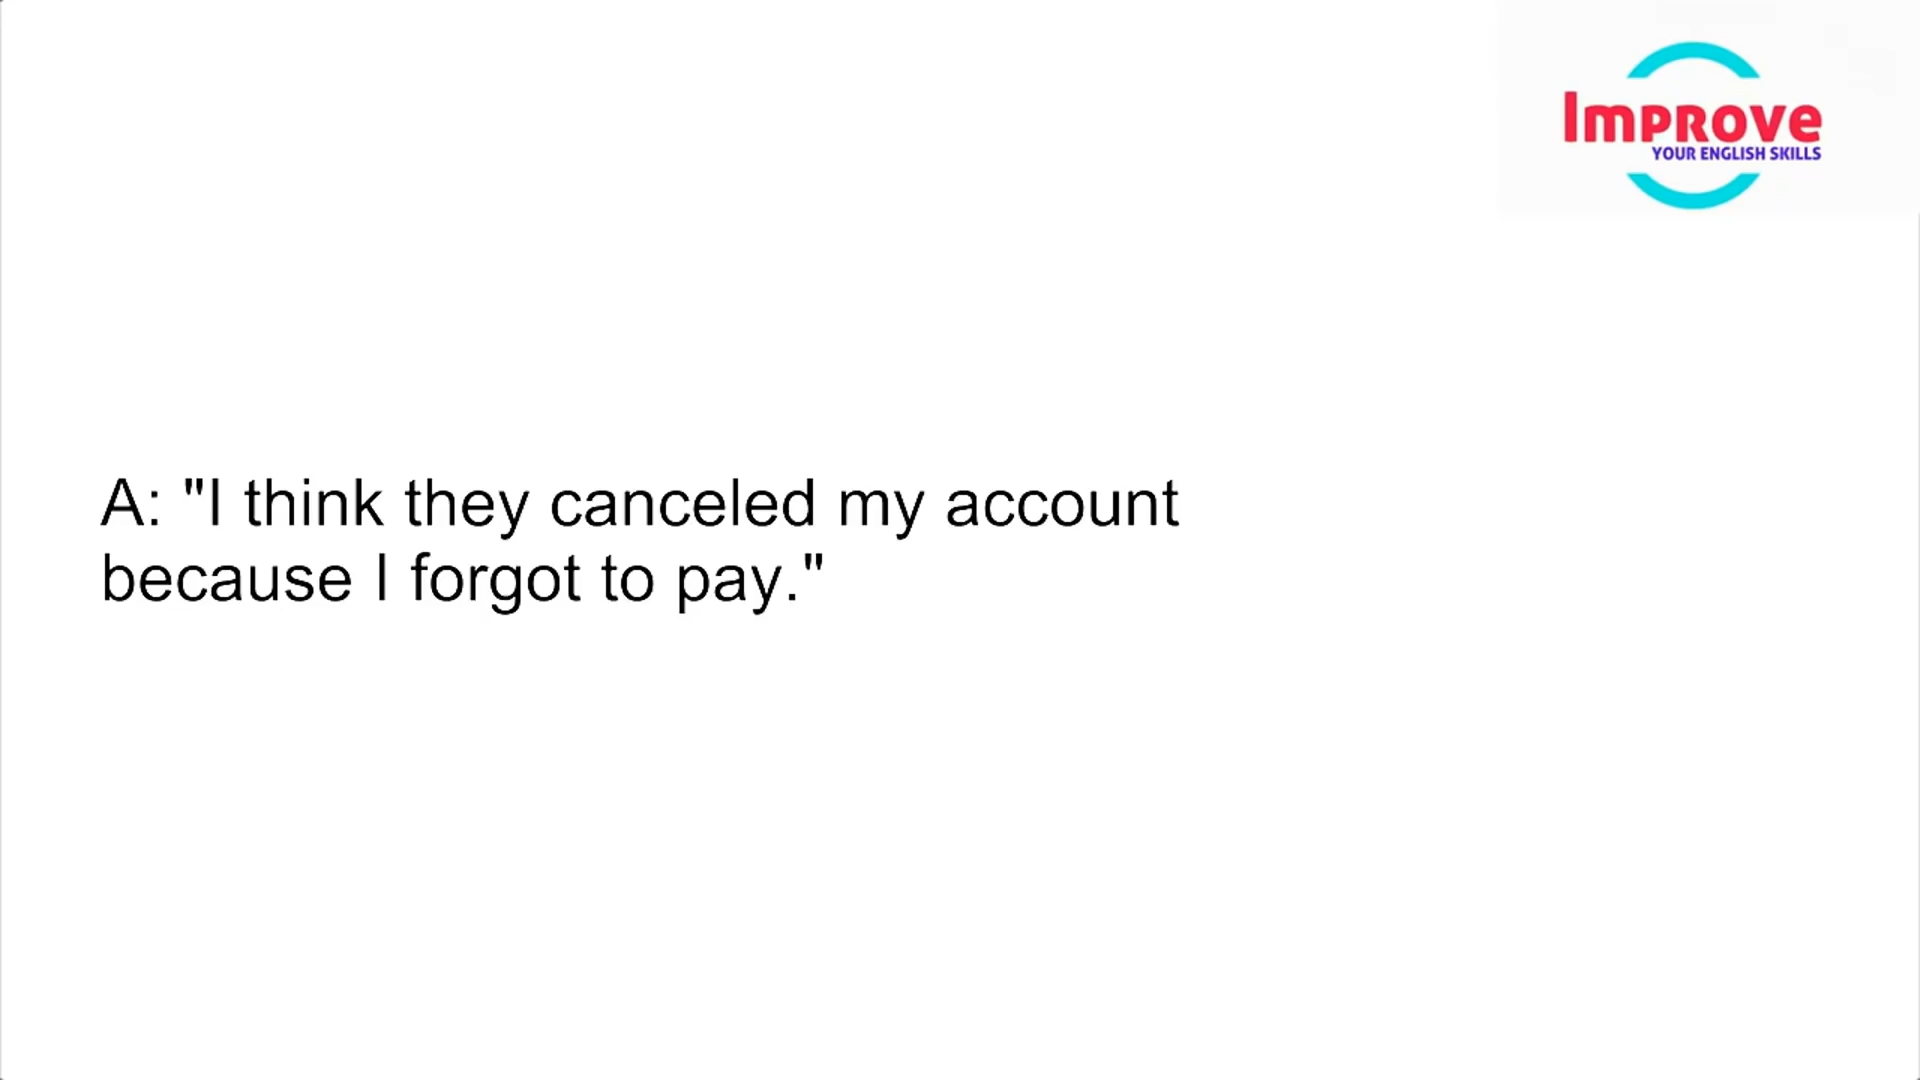 Improve
YOUR ENGLISH SKILLS
A: "I think they canceled my account
because I forgot to pay."